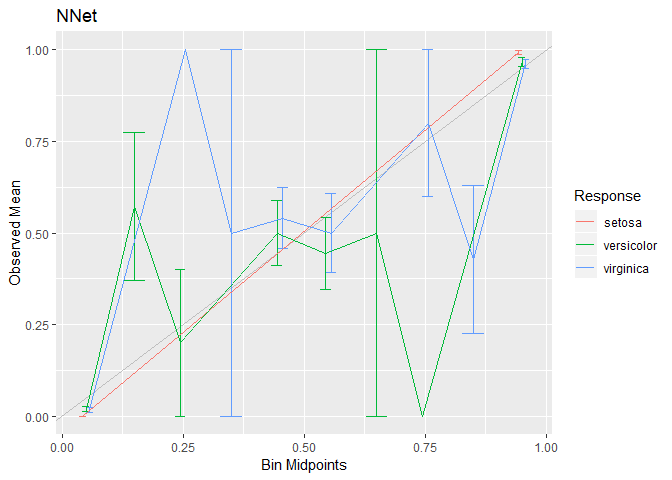 NNet
1.00
0.75
0.50
0.25
0.00
Observed Mean
0.00 0.25 0.50 0.75 1.00
Bin Midpoints
Response
setosa
versicolor
virginica